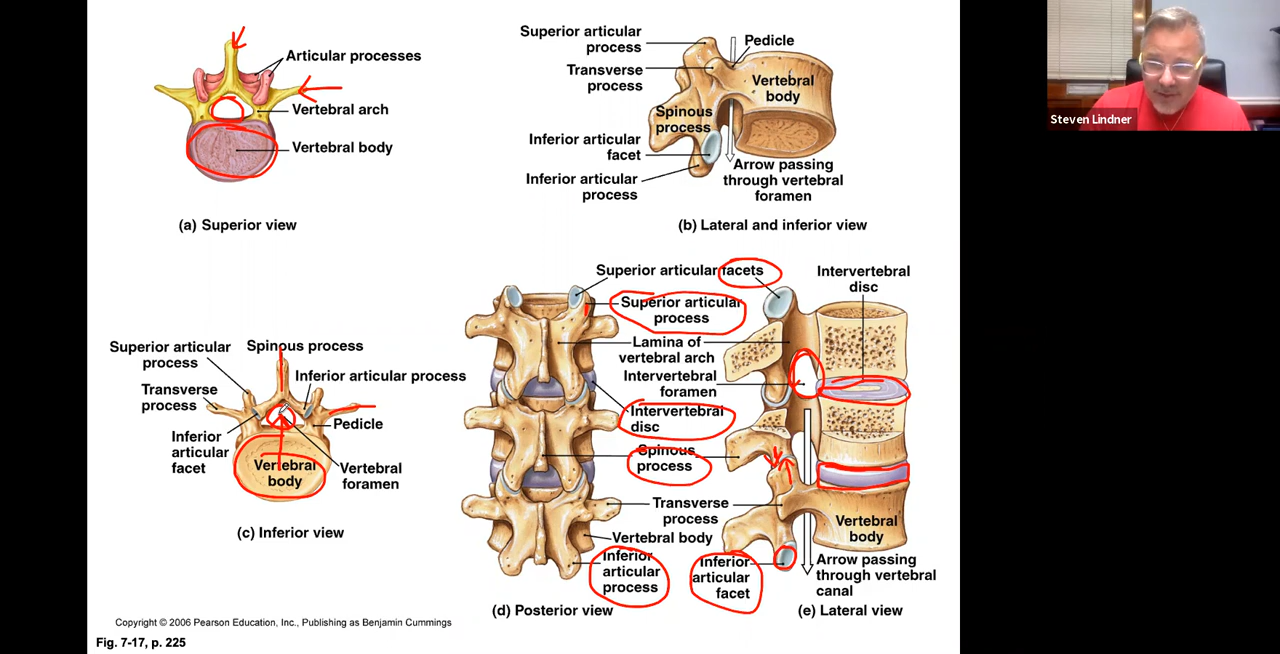 Articular processes
Vertebral arch
Vertebral body
(a) Superior view
Superior articular
process
Pedicle
Transverse
process
Vertebral
body
Spinous
process
Inferior articular
facet
Inferior articular
process
Arrow passing
through vertebral
foramen
(b) Lateral and inferior view
Steven Lindner
Superior articular
process
Spinous process
Inferior articular process
Transverse
process
Pedicle
Inferior
articular
facet
Vertebral
body
Vertebral
foramen
(c) Inferior view
Superior articular facets
Intervertebral
disc
Superior articular
process
Lamina of
vertebral arch
Intervertebral
foramen
Intervertebral
disc
Spinous
process
Transverse
process
Vertebral body
Inferior
articular
process
Inferior
articular
facet
Vertebral
body
Arrow passing
through vertebral
canal
(d) Posterior view
(e) Lateral view
Copyright © 2006 Pearson Education, Inc., Publishing as Benjamin Cummings
Fig. 7-17, p. 225